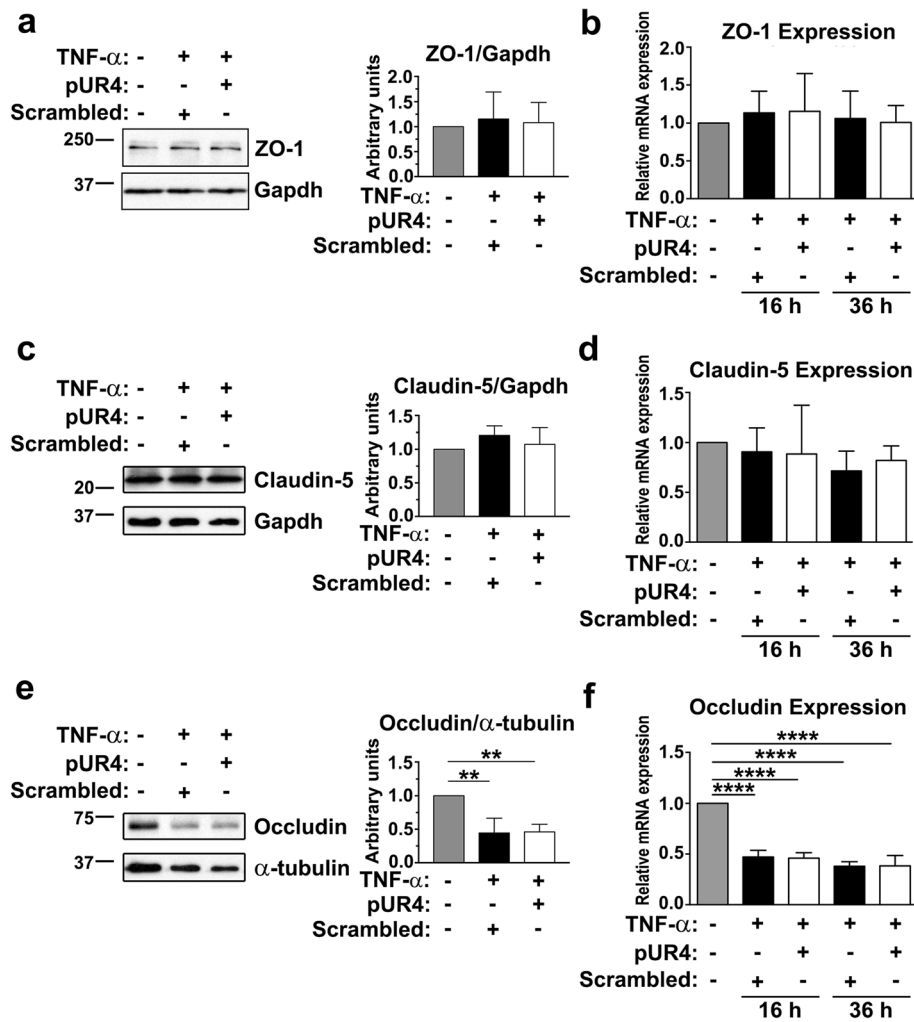 a
TNF-α: - + +
pUR4: - - +
Scrambled: - + -
250
ZO-1
37
Gapdh
ZO-1/Gapdh
Arbitrary units
2.0
1.5
1.0
0.5
0.0
TNF-α: - + +
pUR4: - - +
Scrambled: - + -
b
ZO-1 Expression
Relative mRNA expression
2.0
1.5
1.0
0.5
0.0
TNF-α: - + + + +
pUR4: - - + - +
Scrambled: - + - + -
16 h 36 h
c
TNF-α: - + +
pUR4: - - +
Scrambled: - + -
Claudin-5
20
37
Gapdh
Claudin-5/Gapdh
Arbitrary units
1.5
1.0
0.5
0.0
TNF-α: - + +
pUR4: - - +
Scrambled: - + -
d
Claudin-5 Expression
Relative mRNA expression
1.5
1.0
0.5
0.0
TNF-α: - + + + +
pUR4: - - + - +
Scrambled: - + - + -
16 h 36 h
e
TNF-α: - + +
pUR4: - - +
Scrambled: - + -
75
Occludin
37
α-tubulin
Occludin/α-tubulin
Arbitrary units
1.5
1.0
0.5
0.0
**
**
TNF-α: - + +
pUR4: - - +
Scrambled: - + -
f
Occludin Expression
Relative mRNA expression
1.5
1.0
0.5
0.0
****
****
****
****
TNF-α: - + + + +
pUR4: - - + - +
Scrambled: - + - + -
16 h 36 h